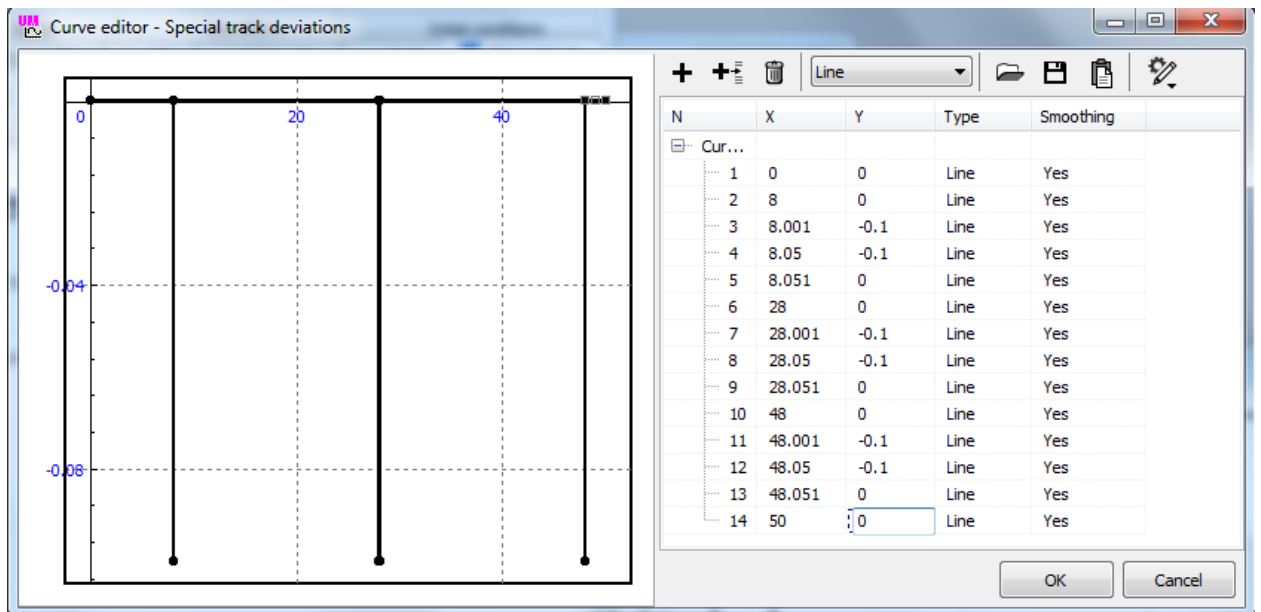 UM Curve editor - Special track deviations
Line
0 20 40
-0.04
-0.08
N X Y Type Smoothing
Cur...
1 0 0 Line Yes
2 8 0 Line Yes
3 8.001 -0.1 Line Yes
4 8.05 -0.1 Line Yes
5 8.051 0 Line Yes
6 28 0 Line Yes
7 28.001 -0.1 Line Yes
8 28.05 -0.1 Line Yes
9 28.051 0 Line Yes
10 48 0 Line Yes
11 48.001 -0.1 Line Yes
12 48.05 -0.1 Line Yes
13 48.051 0 Line Yes
14 50 0 Line Yes
OK Cancel